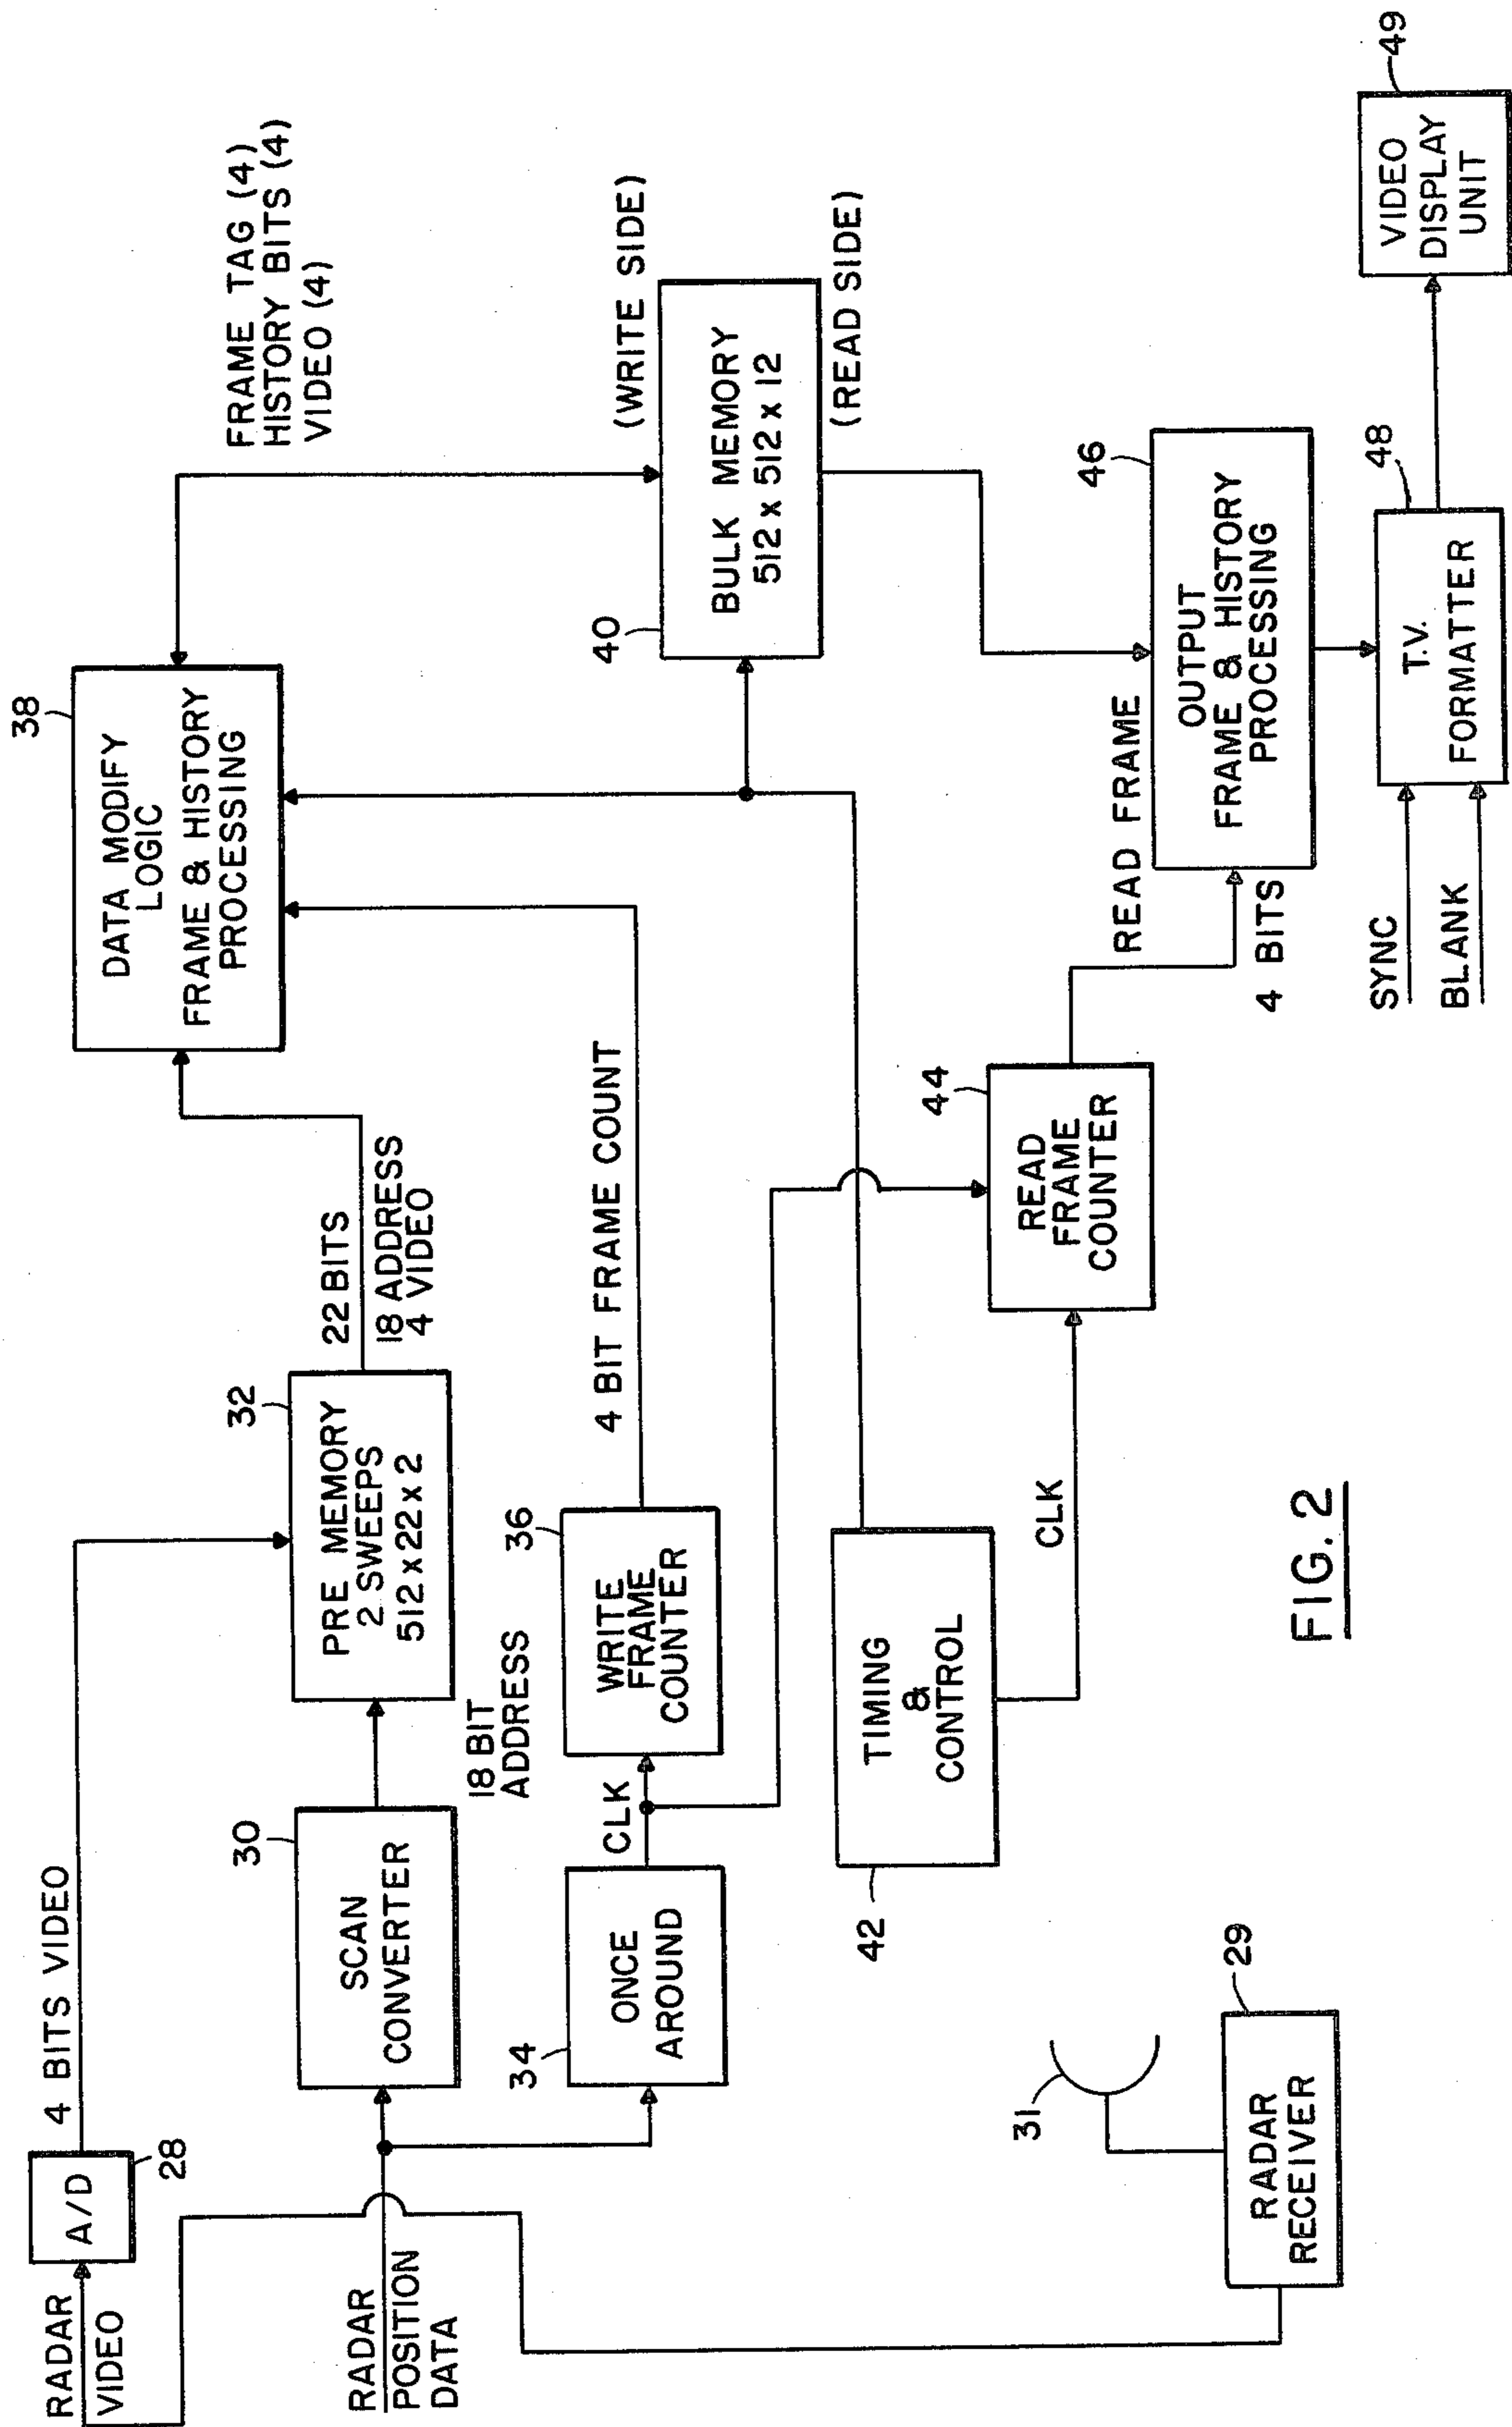 RADAR
VIDEO
A/D
28
4 BITS VIDEO
RADAR
POSITION
DATA
SCAN
CONVERTER
30
18 BIT
ADDRESS
PRE MEMORY
2 SWEEPS
512 x 22 x 2
32
22 BITS
18 ADDRESS
4 VIDEO
DATA MODIFY
LOGIC
FRAME & HISTORY
PROCESSING
38
FRAME TAG (4)
HISTORY BITS (4)
VIDEO (4)
ONCE
AROUND
34
CLK
WRITE
FRAME
COUNTER
36
4 BIT FRAME COUNT
(WRITE SIDE)
BULK MEMORY
512 x 512 x 12
40
(READ SIDE)
TIMING
&
CONTROL
42
CLK
READ
FRAME
COUNTER
44
READ FRAME
4 BITS
OUTPUT
FRAME & HISTORY
PROCESSING
46
RADAR
RECEIVER
29
31
SYNC
BLANK
T.V.
FORMATTER
48
VIDEO
DISPLAY
UNIT
49
FIG. 2